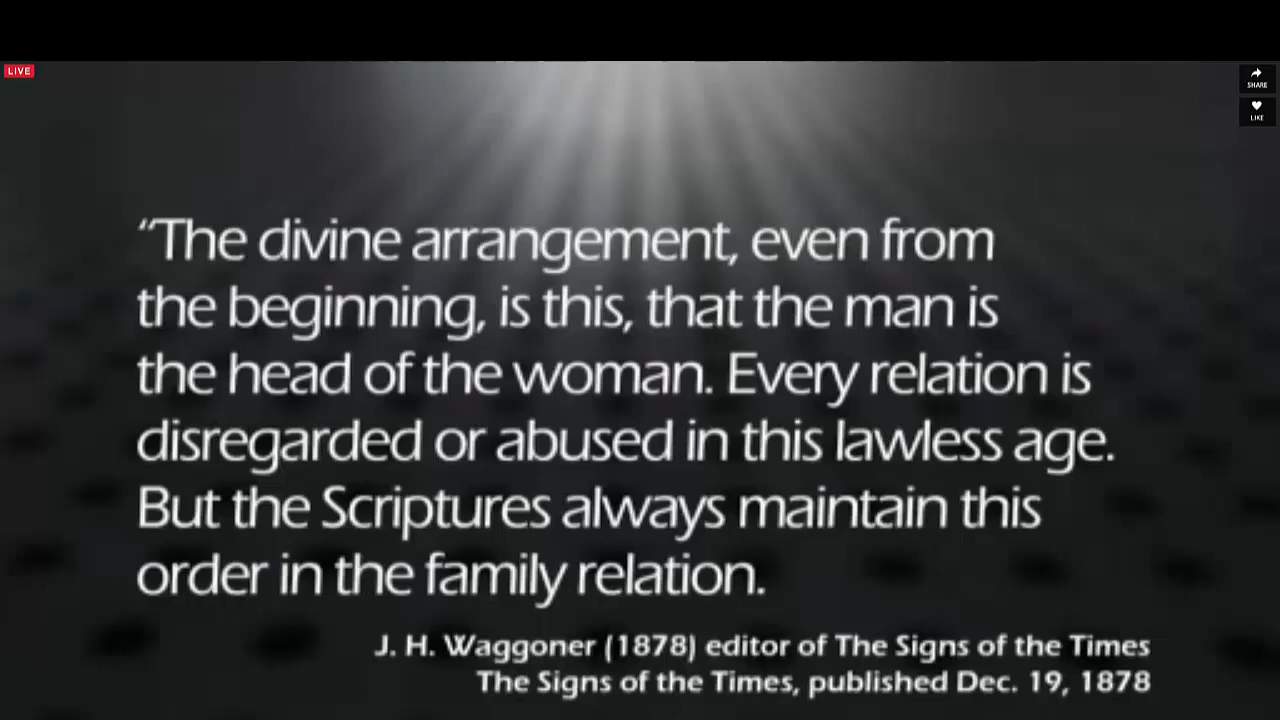 LIVE
SHARE
LIKE
“The divine arrangement, even from
the beginning, is this, that the man is
the head of the woman. Every relation is
disregarded or abused in this lawless age.
But the Scriptures always maintain this
order in the family relation.
J. H. Waggoner (1878) editor of The Signs of the Times
The Signs of the Times, published Dec. 19, 1878